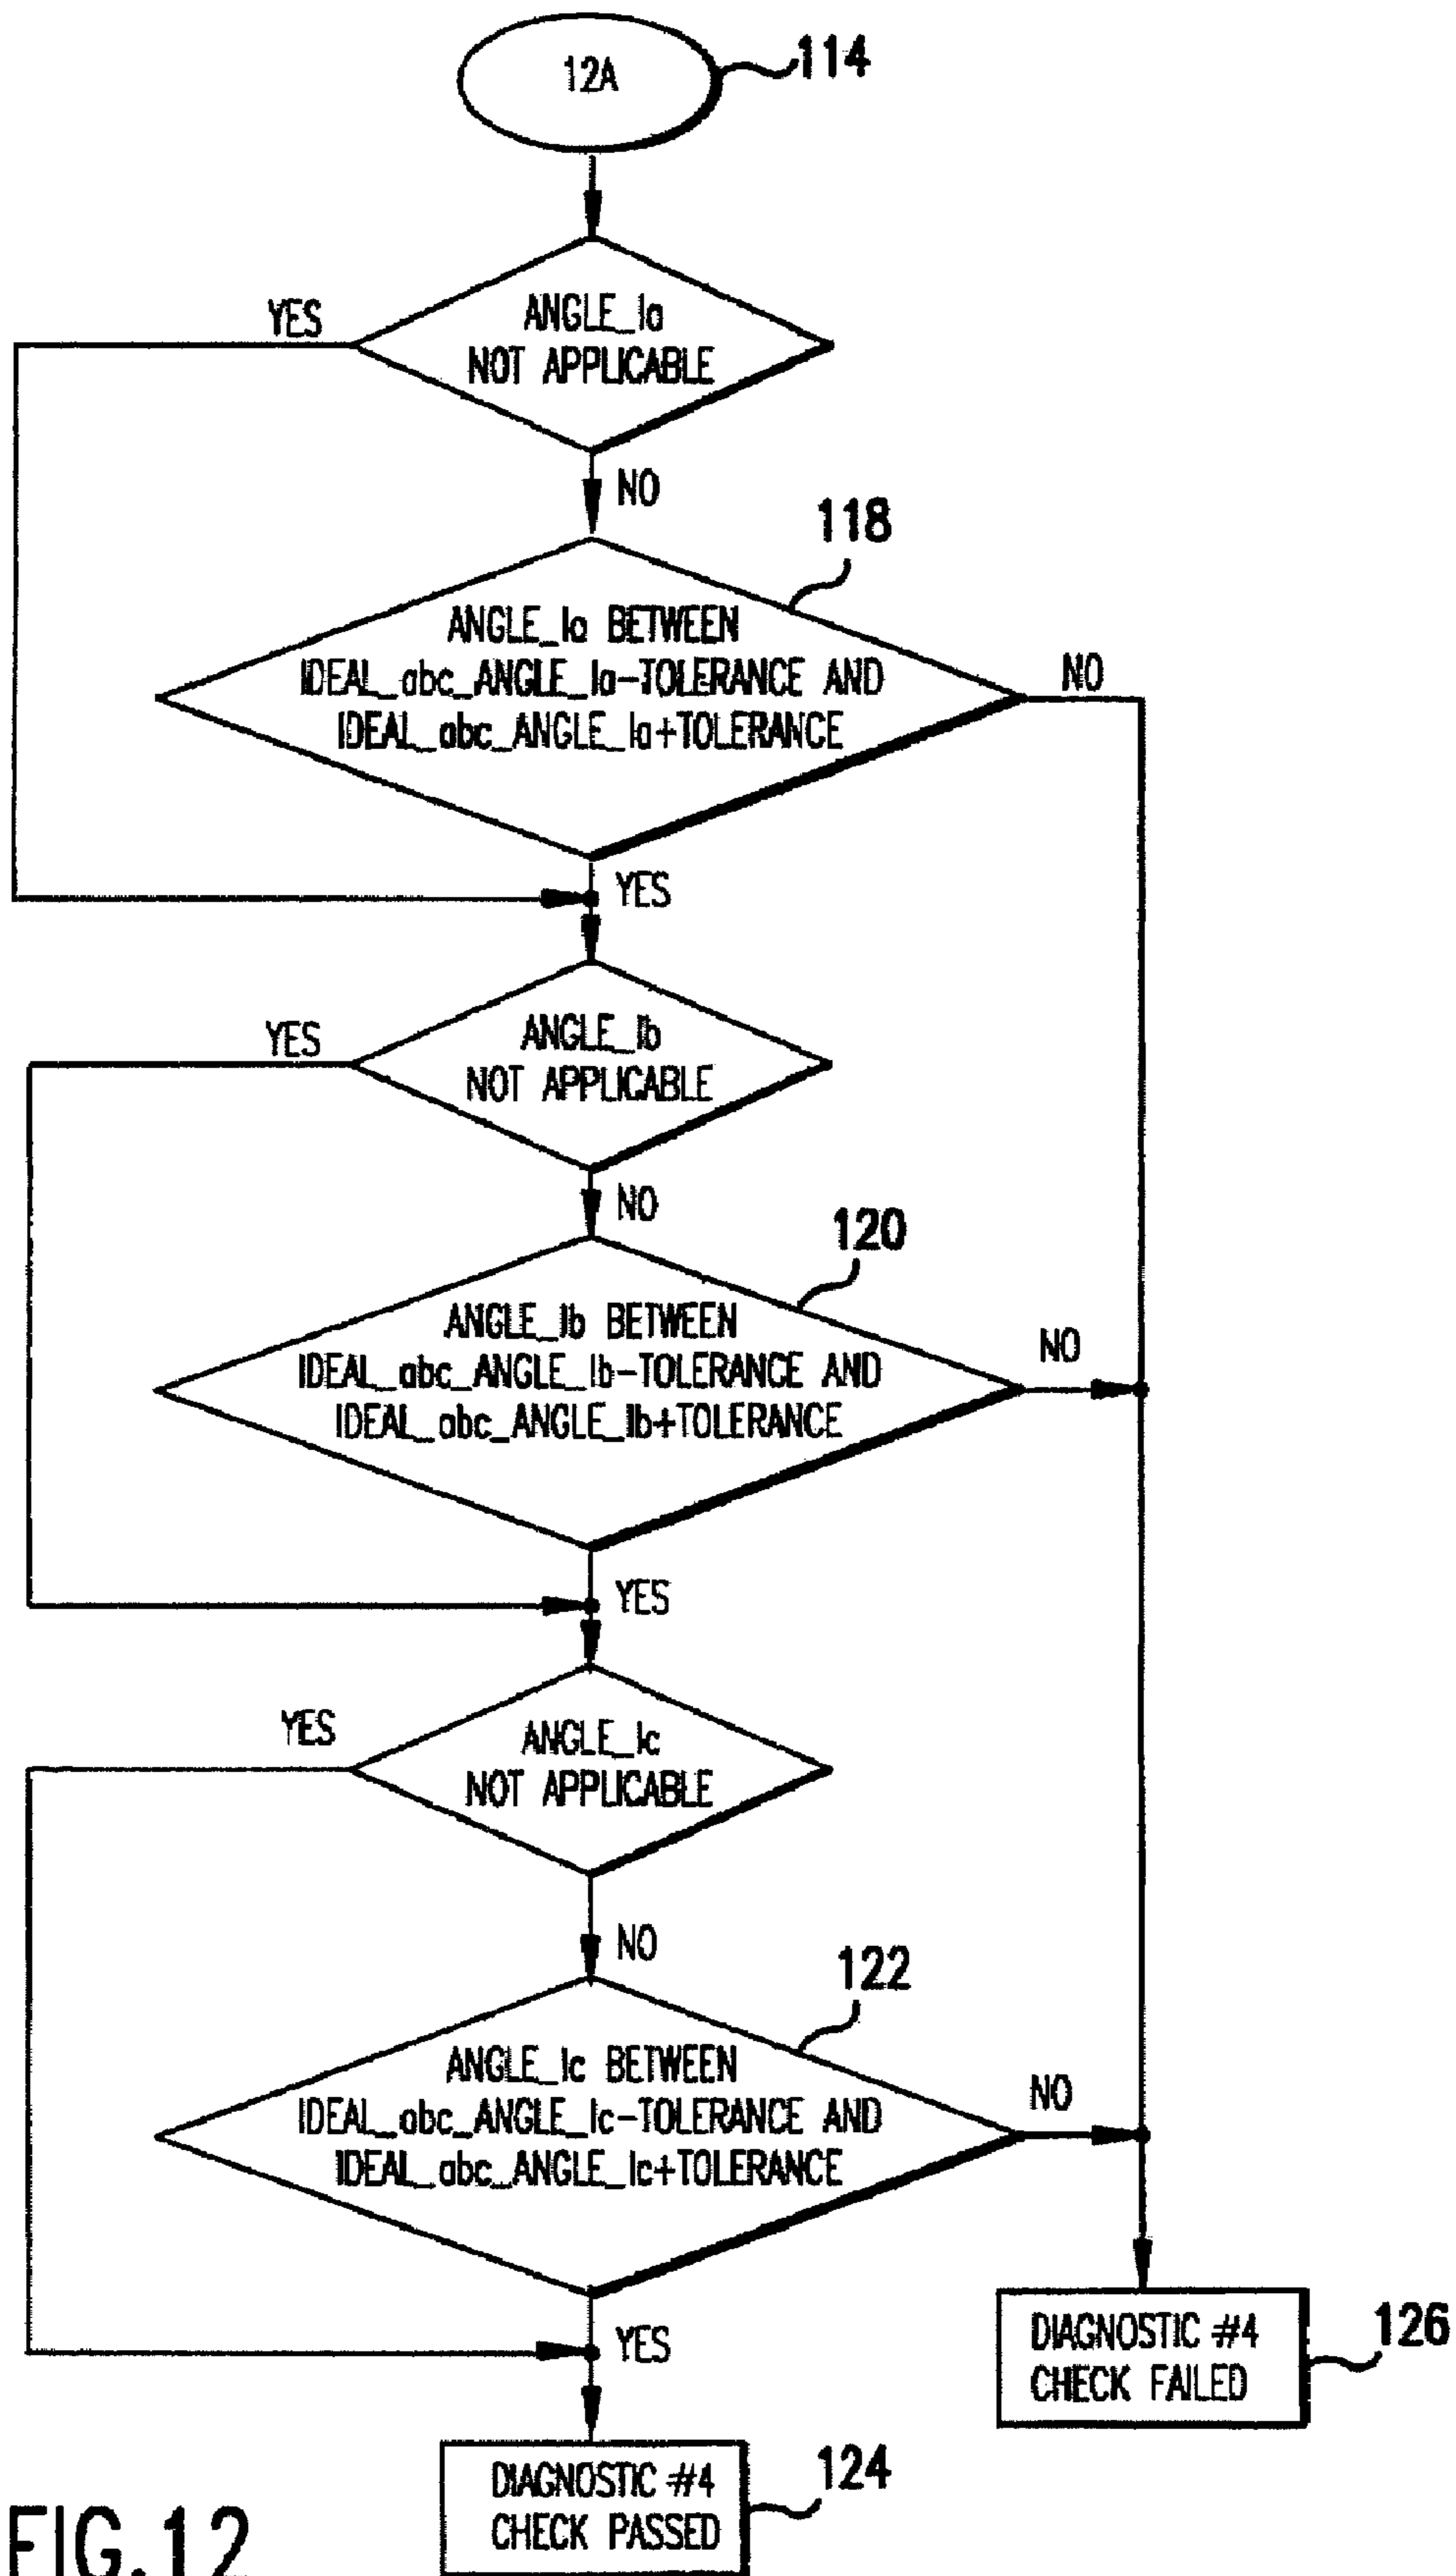 12A
114
ANGLE_Ia
NOT APPLICABLE
YES
NO
118
ANGLE_Ia BETWEEN
IDEAL_abc_ANGLE_Ia-TOLERANCE AND
IDEAL_abc_ANGLE_Ia+TOLERANCE
NO
YES
ANGLE_Ib
NOT APPLICABLE
YES
NO
120
ANGLE_Ib BETWEEN
IDEAL_abc_ANGLE_Ib-TOLERANCE AND
IDEAL_abc_ANGLE_Ib+TOLERANCE
NO
YES
ANGLE_Ic
NOT APPLICABLE
YES
NO
122
ANGLE_Ic BETWEEN
IDEAL_abc_ANGLE_Ic-TOLERANCE AND
IDEAL_abc_ANGLE_Ic+TOLERANCE
NO
YES
DIAGNOSTIC #4
CHECK FAILED
126
DIAGNOSTIC #4
CHECK PASSED
124
FIG.12